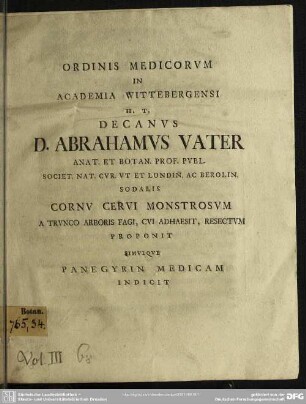 ORDINIS MEDICORVM
IN
ACADEMIA WITTEBERGENSI
H. T.
DECANVS
D. ABRAHAMVS VATER
ANAT. ET BOTAN. PROF. PVBL.
SOCIET. NAT. CVR. VT ET LONDIN. AC BEROLIN.
SODALIS
CORNV CERVI MONSTROSVM
A TRVNCO ARBORIS FAGI, CVI ADHAESIT, RESECTVM
PROPONIT
SIMVLQVE
PANEGYRIN MEDICAM
INDICIT
Botan.
765,54.
Vol. III